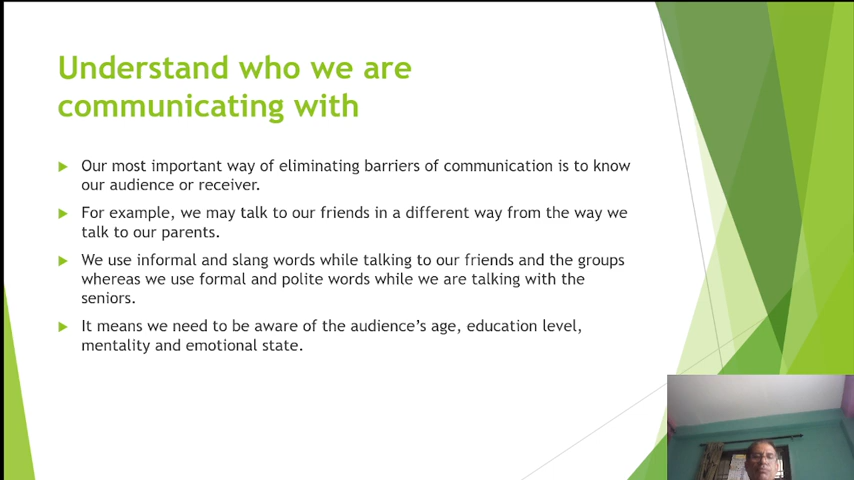 Understand who we are
communicating with
Our most important way of eliminating barriers of communication is to know
our audience or receiver.
For example, we may talk to our friends in a different way from the way we
talk to our parents.
We use informal and slang words while talking to our friends and the groups
whereas we use formal and polite words while we are talking with the
seniors.
It means we need to be aware of the audience’s age, education level,
mentality and emotional state.